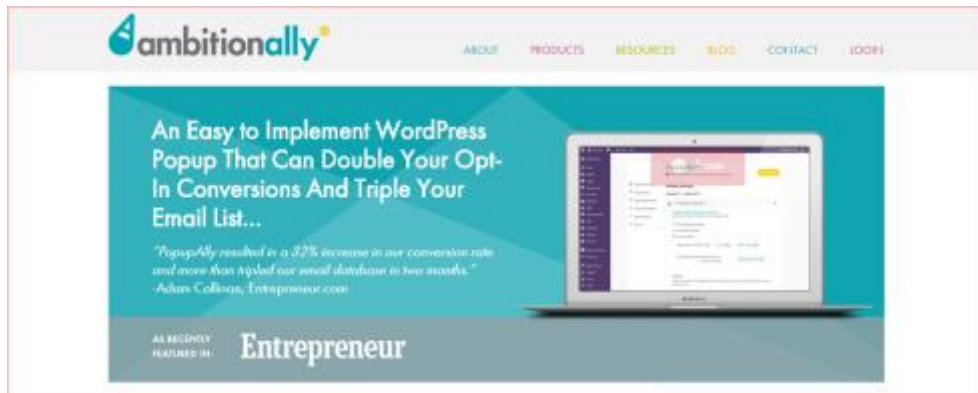 ambitionally
ABOUT PRODUCTS RESOURCES BLOG CONTACT LOGIN
An Easy to Implement WordPress
Popup That Can Double Your Opt-
In Conversions And Triple Your
Email List...
"PopupAlly resulted in a 32% increase in our conversion rate
and more than tripled our email database in two months."
-Adam Collinas, Entrepreneur.com
AS RECENTLY
FEATURED IN
Entrepreneur